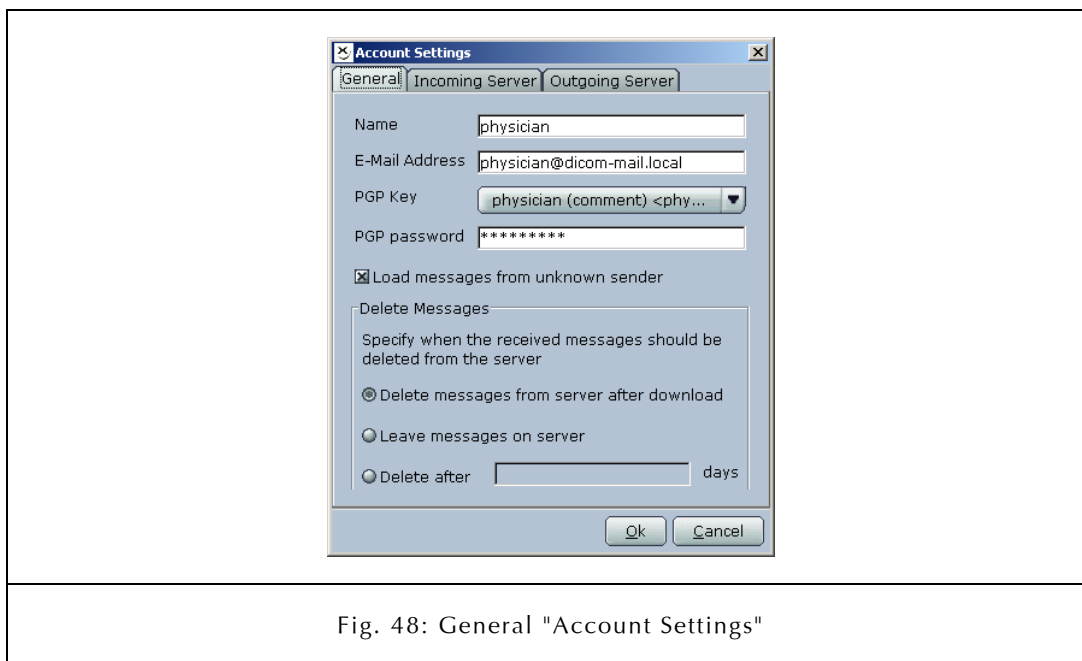 Account Settings
General Incoming Server Outgoing Server
Name physician
E-Mail Address physician@dicom-mail.local
PGP Key physician (comment) <phy...
PGP password *********
Load messages from unknown sender
Delete Messages
Specify when the received messages should be
deleted from the server
Delete messages from server after download
Leave messages on server
Delete after days
Ok Cancel
Fig. 48: General "Account Settings"